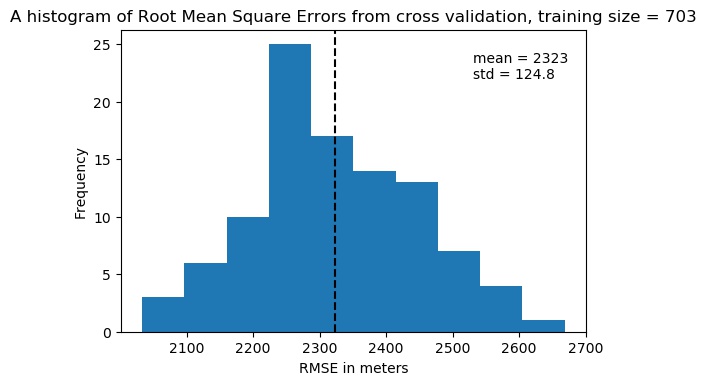 A histogram of Root Mean Square Errors from cross validation, training size = 703
25
20
15
10
5
0
Frequency
mean = 2323
std = 124.8
2100 2200 2300 2400 2500 2600 2700
RMSE in meters